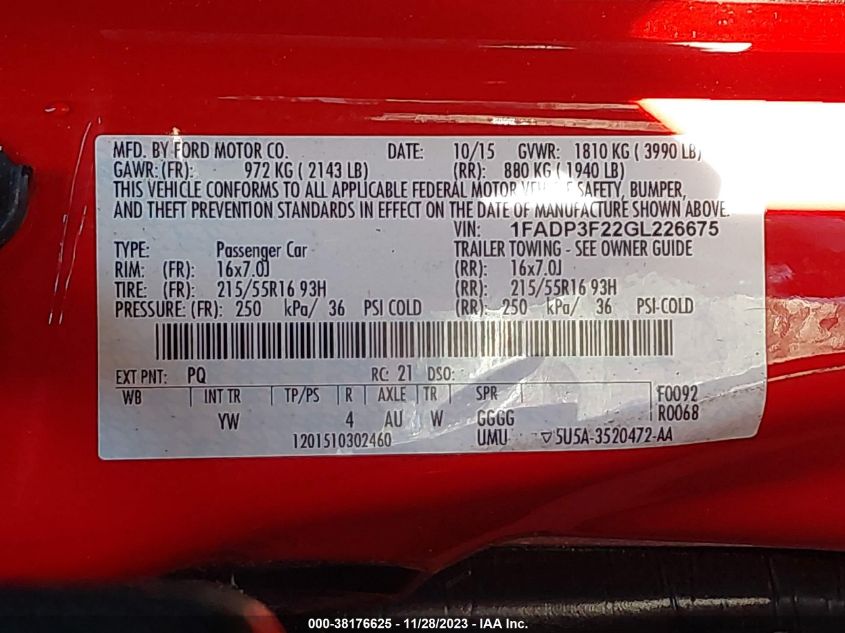 MFD. BY FORD MOTOR CO. DATE: 10/15 GVWR: 1810 KG ( 3990 LB)
GAWR: (FR): 972 KG ( 2143 LB) (RR): 880 KG ( 1940 LB)
THIS VEHICLE CONFORMS TO ALL APPLICABLE FEDERAL MOTOR VEHICLE SAFETY, BUMPER,
AND THEFT PREVENTION STANDARDS IN EFFECT ON THE DATE OF MANUFACTURE SHOWN ABOVE.
VIN: 1FADP3F22GL226675
TYPE: Passenger Car TRAILER TOWING - SEE OWNER GUIDE
RIM: (FR): 16x7.0J (RR): 16x7.0J
TIRE: (FR): 215/55R16 93H (RR): 215/55R16 93H
PRESSURE: (FR): 250 kPa/ 36 PSI COLD (RR): 250 kPa/ 36 PSI-COLD
EXT PNT: PQ RC: 21 DSO:
WB INT TR TP/PS R AXLE TR SPR F0092
YW 4 AU W GGGG R0068
1201510302460 UMU ▽5U5A-3520472-AA
000-38176625 - 11/28/2023 - IAA Inc.